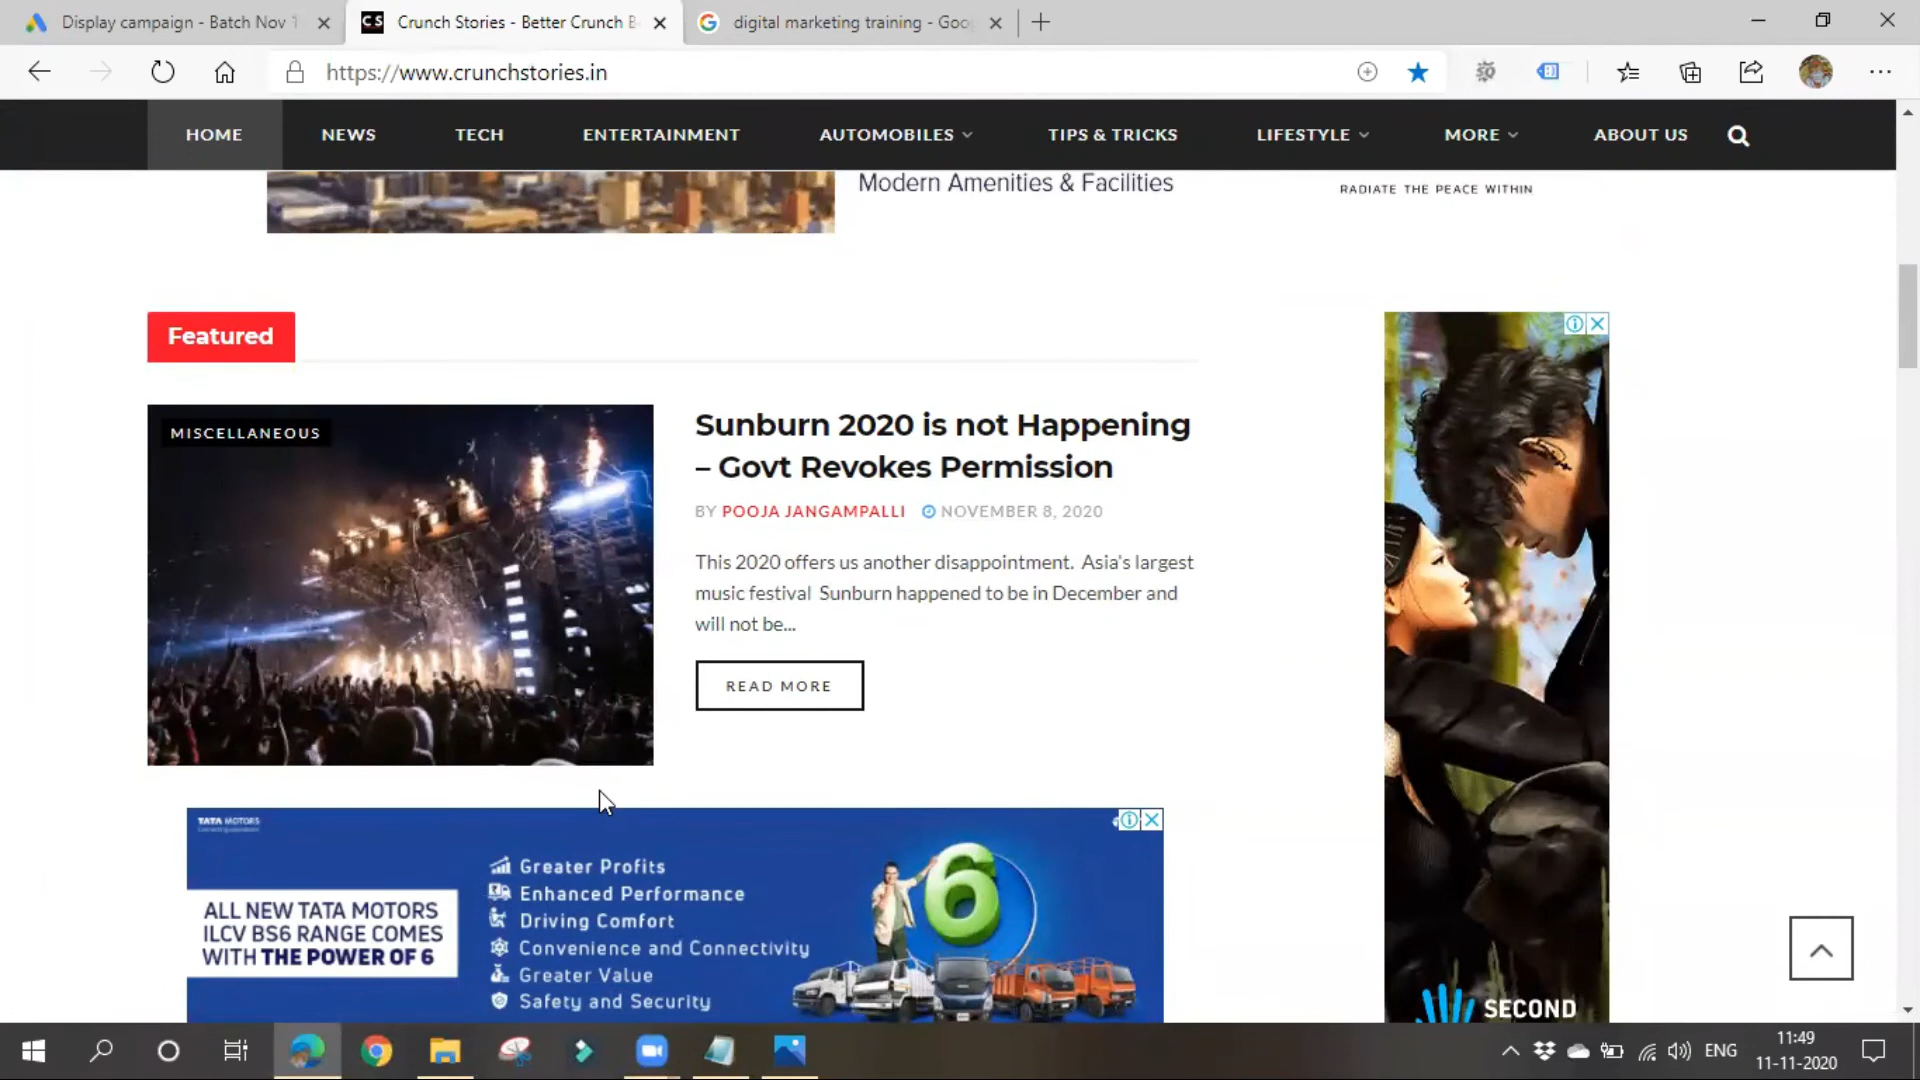 Display campaign - Batch Nov 1
Crunch Stories - Better Crunch B
digital marketing training - Goo
https://www.crunchstories.in
HOME
NEWS
TECH
ENTERTAINMENT
AUTOMOBILES
TIPS & TRICKS
LIFESTYLE
MORE
ABOUT US
Modern Amenities & Facilities
RADIATE THE PEACE WITHIN
Featured
MISCELLANEOUS
Sunburn 2020 is not Happening
– Govt Revokes Permission
BY POOJA JANGAMPALLI NOVEMBER 8, 2020
This 2020 offers us another disappointment. Asia's largest
music festival Sunburn happened to be in December and
will not be...
READ MORE
TATA MOTORS
Connecting aspirations
ALL NEW TATA MOTORS
ILCV BS6 RANGE COMES
WITH THE POWER OF 6
Greater Profits
Enhanced Performance
Driving Comfort
Convenience and Connectivity
Greater Value
Safety and Security
6
SECOND
ENG
11:49
11-11-2020